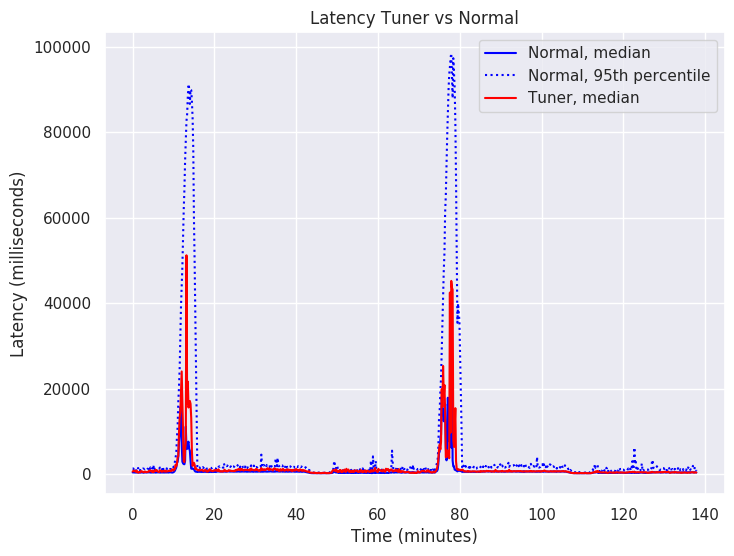 Latency Tuner vs Normal
Normal, median
Normal, 95th percentile
Tuner, median
Latency (milliseconds)
100000
80000
60000
40000
20000
0
0 20 40 60 80 100 120 140
Time (minutes)